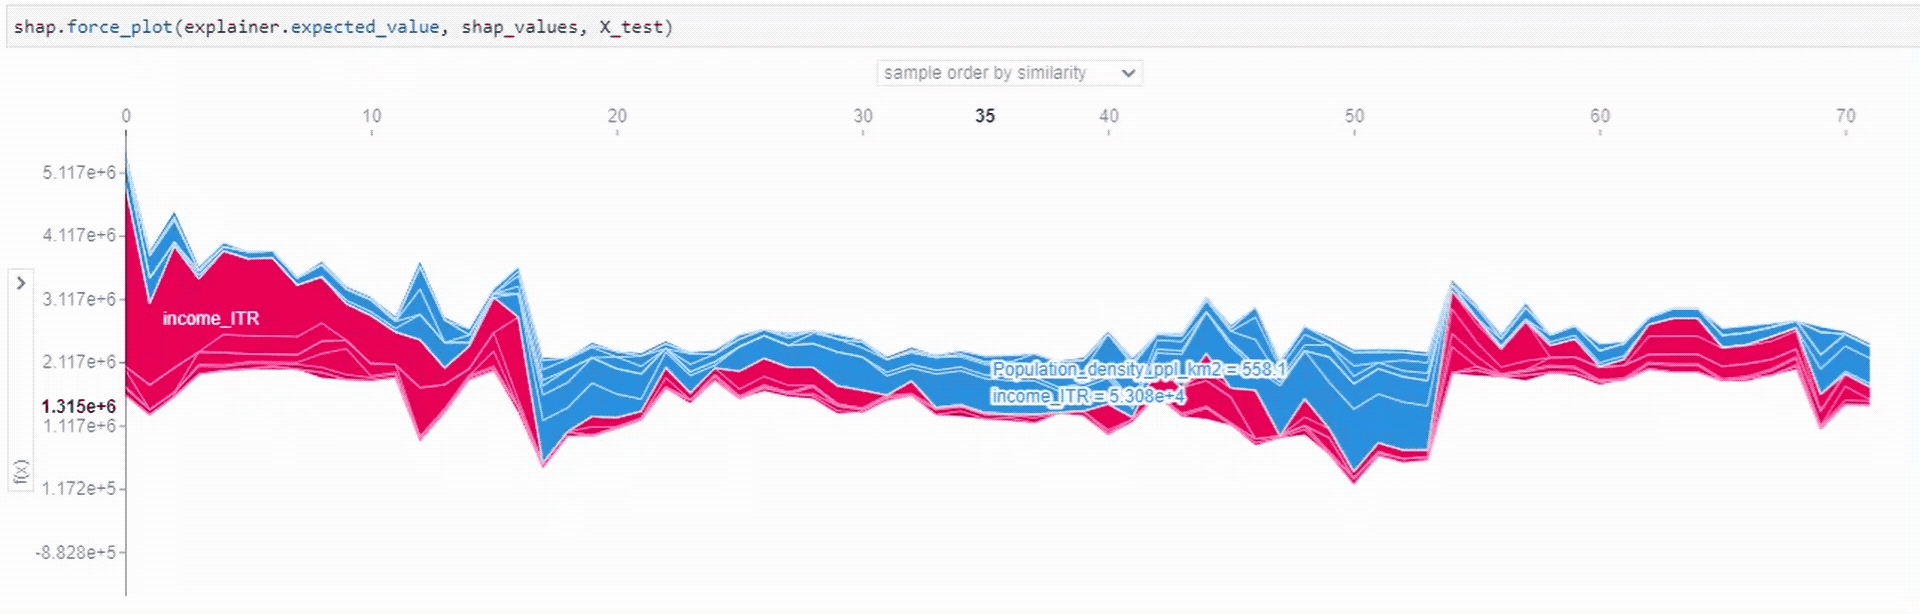 shap.force_plot(explainer.expected_value, shap_values, X_test)
sample order by similarity
0 10 20 30 35 40 50 60 70
5.117e+6
4.117e+6
3.117e+6
income_ITR
2.117e+6
Population_density_ppl_km2 = 558.1
income_ITR = 5.308e+4
1.315e+6
1.117e+6
f(x)
1.172e+5
-8.828e+5